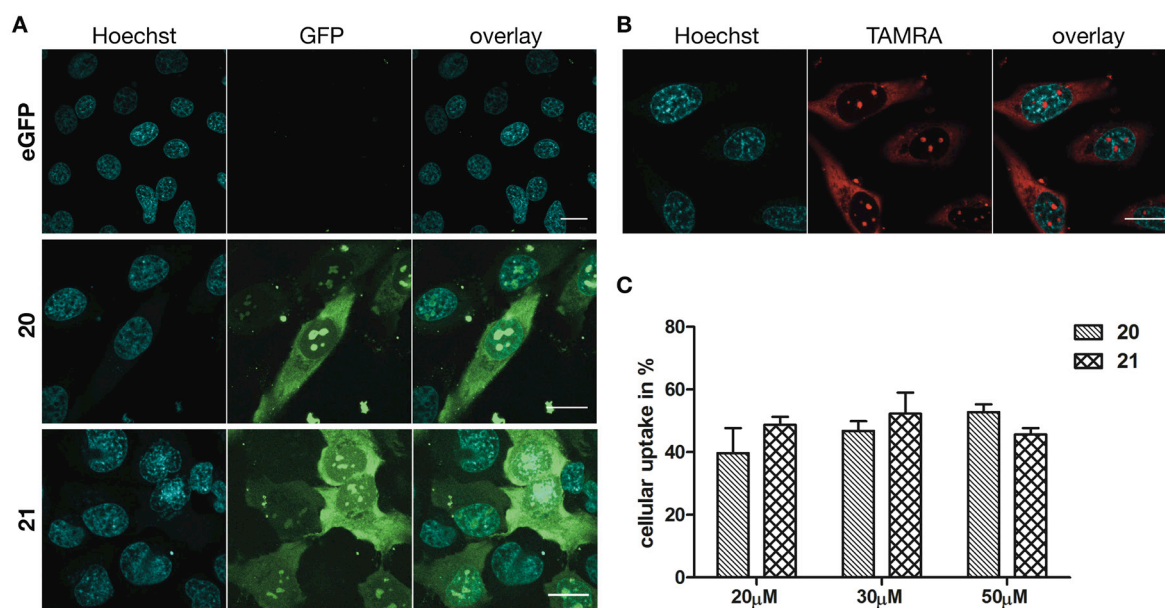 A
Hoechst GFP overlay
eGFP
20
21
B
Hoechst TAMRA overlay
C
cellular uptake in %
80
60
40
20
0
20µM 30µM 50µM
20
21